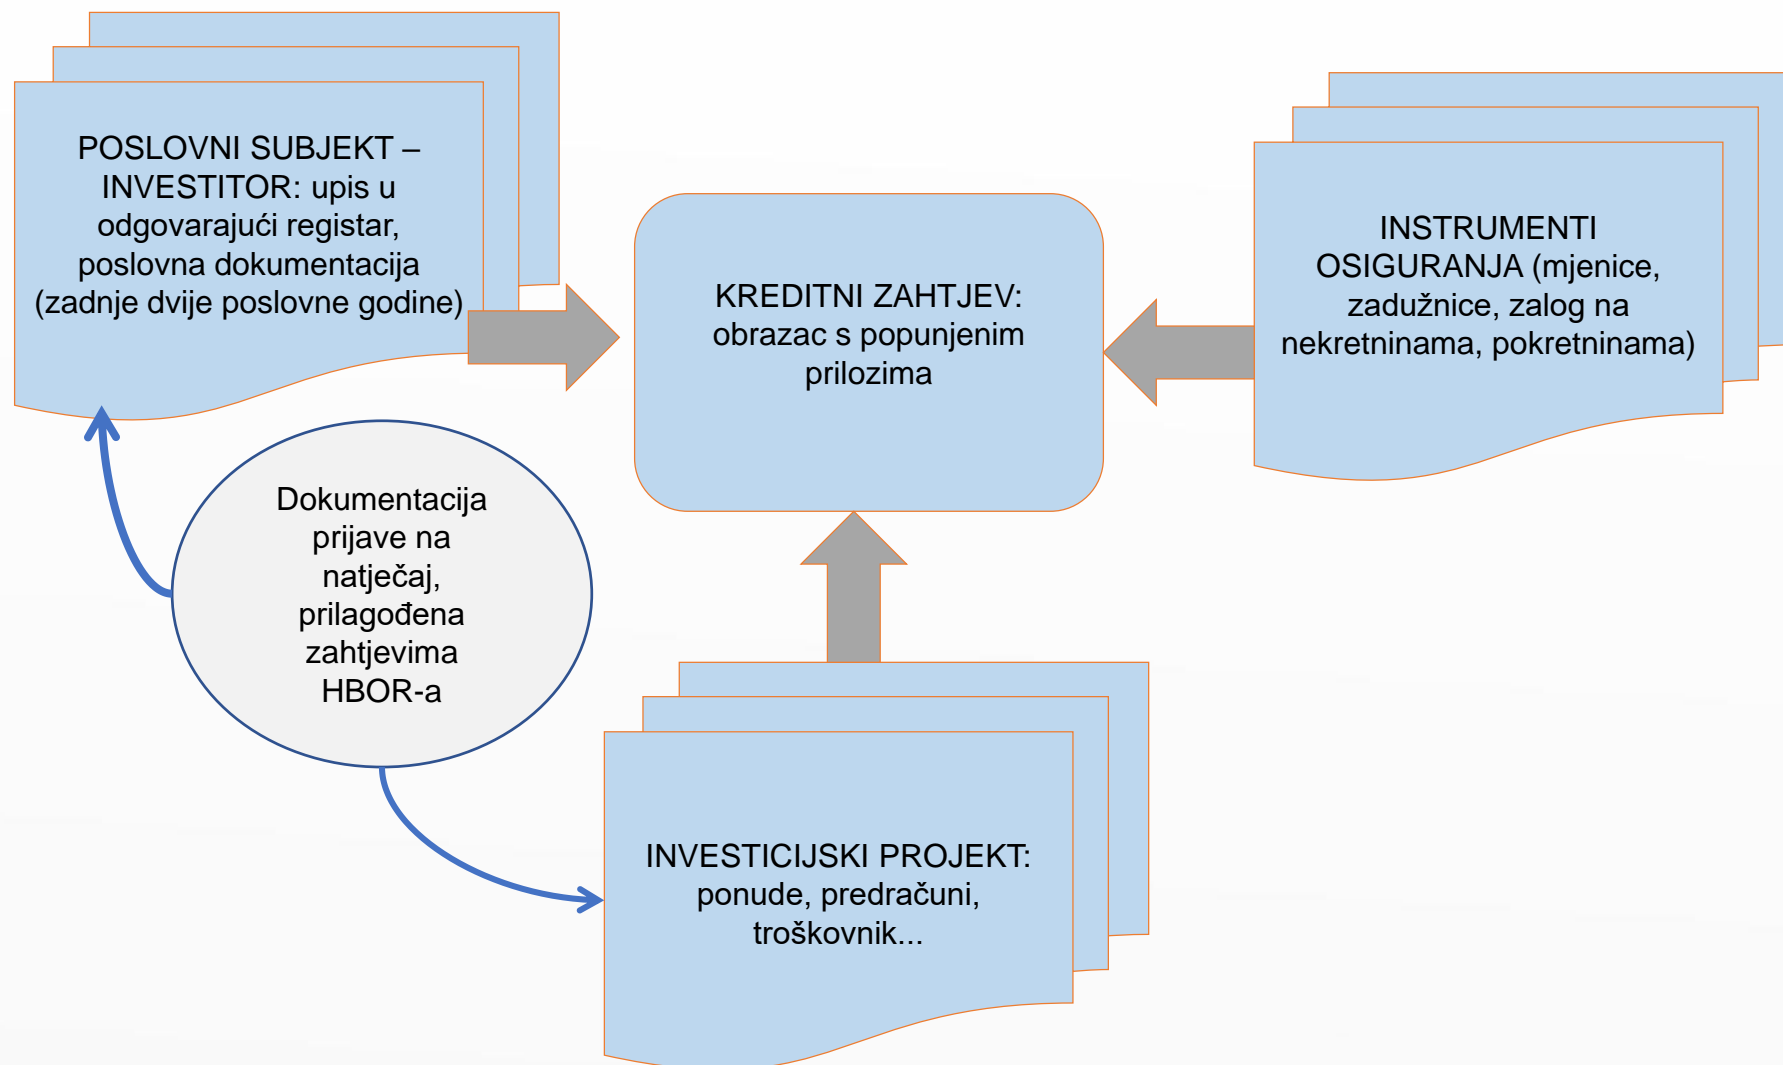 POSLOVNI SUBJEKT –
INVESTITOR: upis u
odgovarajući registar,
poslovna dokumentacija
(zadnje dvije poslovne godine)
KREDITNI ZAHTJEV:
obrazac s popunjenim
prilozima
INSTRUMENTI
OSIGURANJA (mjenice,
zadužnice, zalog na
nekretninama, pokretninama)
Dokumentacija
prijave na
natječaj,
prilagođena
zahtjevima
HBOR-a
INVESTICIJSKI PROJEKT:
ponude, predračuni,
troškovnik...